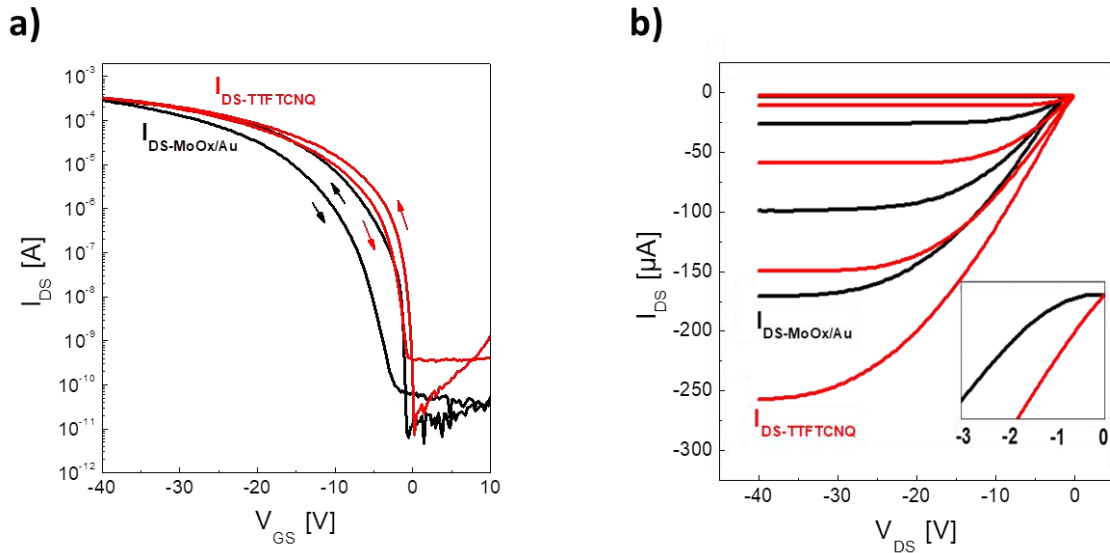 a)
10⁻³
10⁻⁴
10⁻⁵
10⁻⁶
10⁻⁷
10⁻⁸
10⁻⁹
10⁻¹⁰
10⁻¹¹
10⁻¹²
I_DS [A]
I_DS-TTFTCNQ
I_DS-MoOx/Au
-40 -30 -20 -10 0 10
V_GS [V]
b)
0
-50
-100
-150
-200
-250
-300
I_DS [µA]
I_DS-MoOx/Au
I_DS-TTFTCNQ
-3 -2 -1 0
-40 -30 -20 -10 0
V_DS [V]